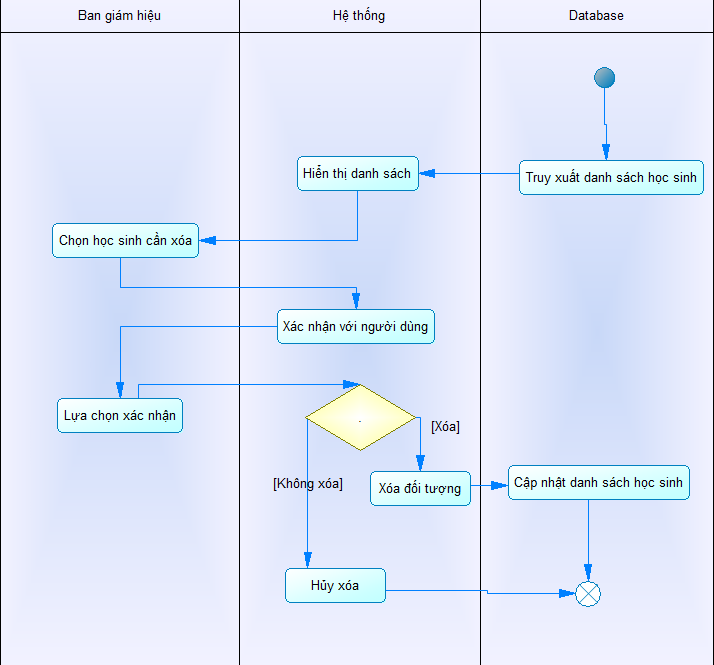 Ban giám hiệu
Hệ thống
Database
Hiển thị danh sách
Truy xuất danh sách học sinh
Chọn học sinh cần xóa
Xác nhận với người dùng
Lựa chọn xác nhận
[Xóa]
[Không xóa]
Xóa đối tượng
Cập nhật danh sách học sinh
Hủy xóa